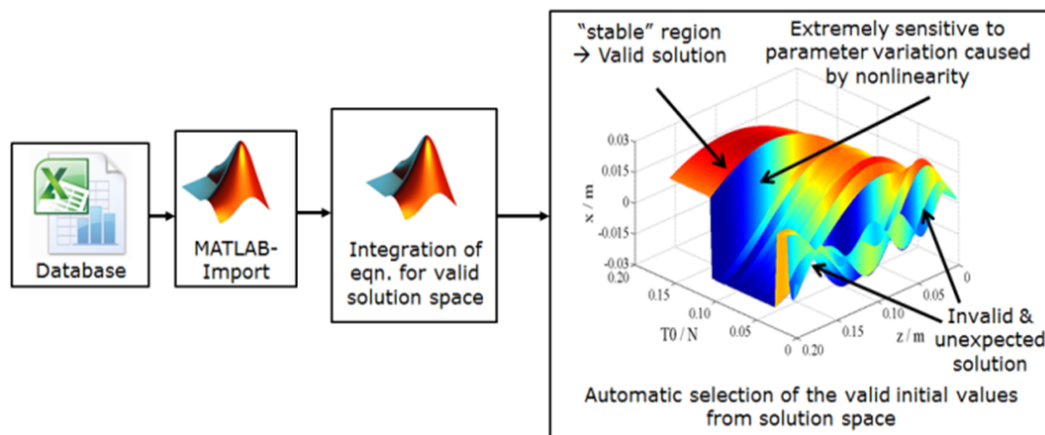 Database
MATLAB-
Import
Integration of
eqn. for valid
solution space
"stable" region
→ Valid solution
Extremely sensitive to
parameter variation caused
by nonlinearity
0.03
0.015
0
-0.015
-0.03
x / m
0.20
0.15
0.10
0.05
0
T0 / N
0.20
0.15
0.10
0.05
0
z / m
Invalid &
unexpected
solution
Automatic selection of the valid initial values
from solution space